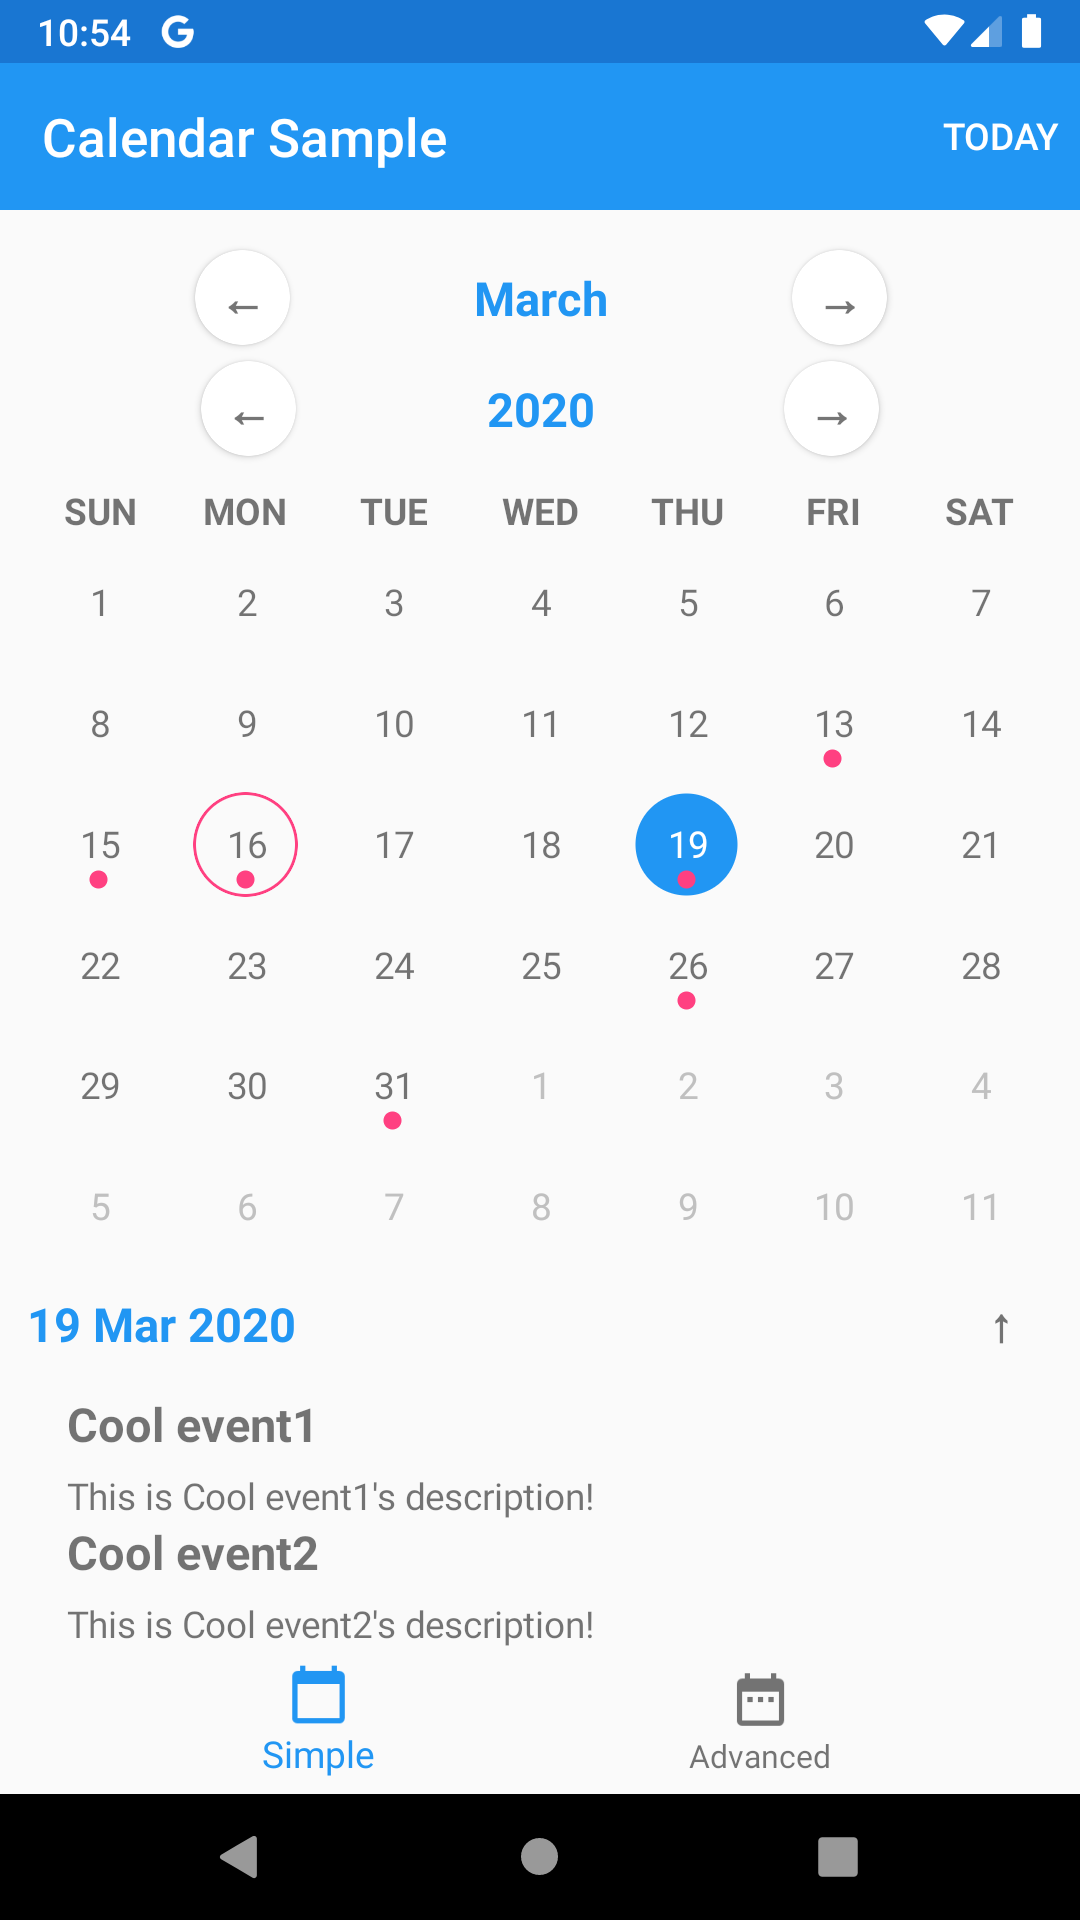 10:54 G
Calendar Sample TODAY
← March →
← 2020 →
SUN MON TUE WED THU FRI SAT
1 2 3 4 5 6 7
8 9 10 11 12 13 14
15 16 17 18 19 20 21
22 23 24 25 26 27 28
29 30 31 1 2 3 4
5 6 7 8 9 10 11
19 Mar 2020 ↑
Cool event1
This is Cool event1's description!
Cool event2
This is Cool event2's description!
Simple Advanced